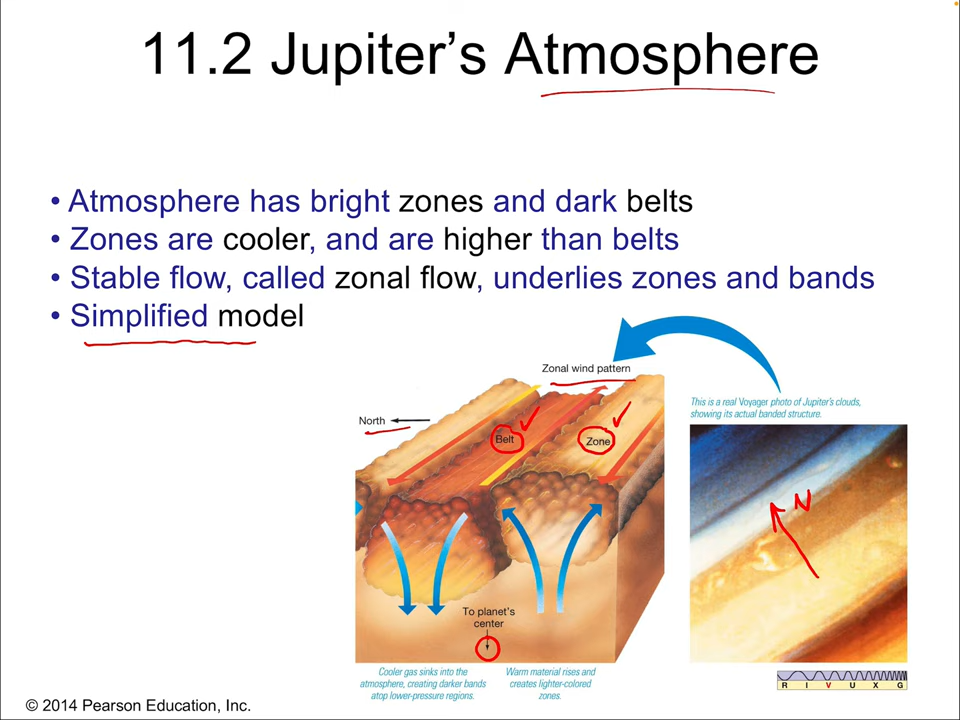 11.2 Jupiter's Atmosphere
• Atmosphere has bright zones and dark belts
• Zones are cooler, and are higher than belts
• Stable flow, called zonal flow, underlies zones and bands
• Simplified model
Zonal wind pattern
North
Belt
Zone
To planet's
center
Cooler gas sinks into the
atmosphere, creating darker bands
atop lower-pressure regions.
Warm material rises and
creates lighter-colored
zones.
This is a real Voyager photo of Jupiter's clouds,
showing its actual banded structure.
N
R I V U X G
© 2014 Pearson Education, Inc.